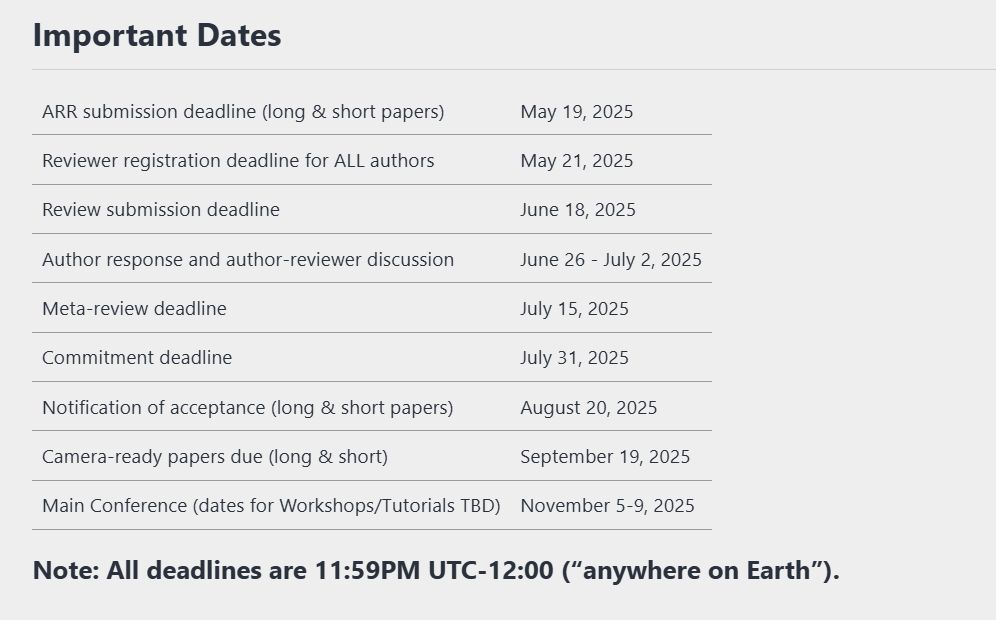 Important Dates
ARR submission deadline (long & short papers) May 19, 2025
Reviewer registration deadline for ALL authors May 21, 2025
Review submission deadline June 18, 2025
Author response and author-reviewer discussion June 26 - July 2, 2025
Meta-review deadline July 15, 2025
Commitment deadline July 31, 2025
Notification of acceptance (long & short papers) August 20, 2025
Camera-ready papers due (long & short) September 19, 2025
Main Conference (dates for Workshops/Tutorials TBD) November 5-9, 2025
Note: All deadlines are 11:59PM UTC-12:00 (“anywhere on Earth”).